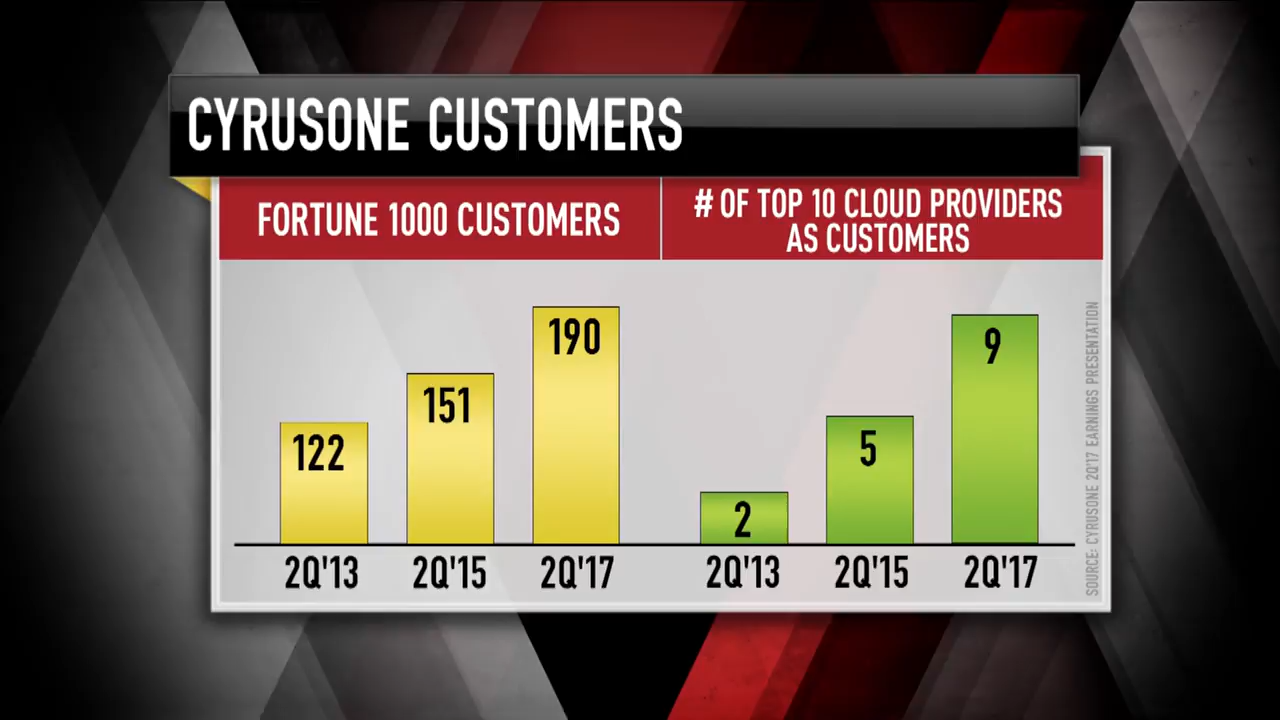 CYRUSONE CUSTOMERS
FORTUNE 1000 CUSTOMERS
122
151
190
2Q'13
2Q'15
2Q'17
# OF TOP 10 CLOUD PROVIDERS
AS CUSTOMERS
2
5
9
2Q'13
2Q'15
2Q'17
SOURCE: CYRUSONE 2Q'17 EARNINGS PRESENTATION